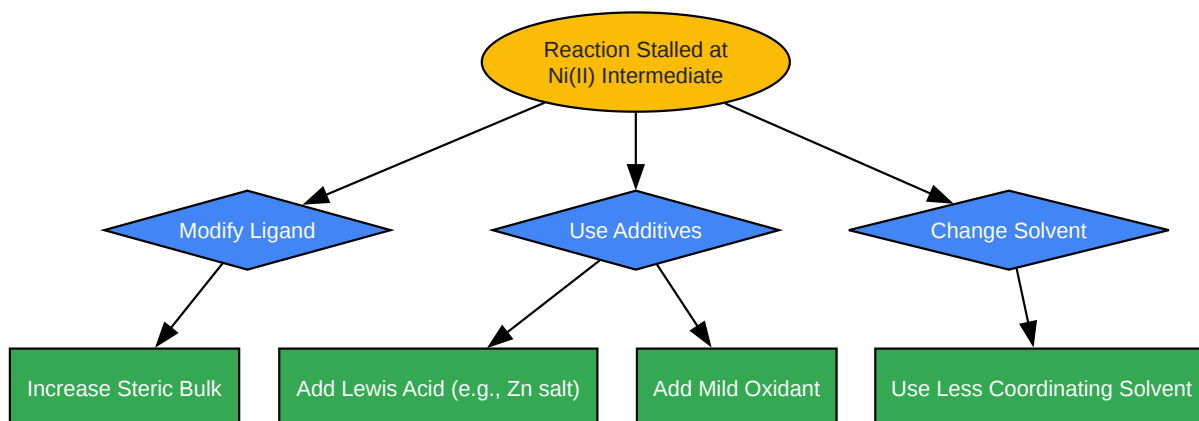 Reaction Stalled at
Ni(II) Intermediate
Modify Ligand
Use Additives
Change Solvent
Increase Steric Bulk
Add Lewis Acid (e.g., Zn salt)
Add Mild Oxidant
Use Less Coordinating Solvent